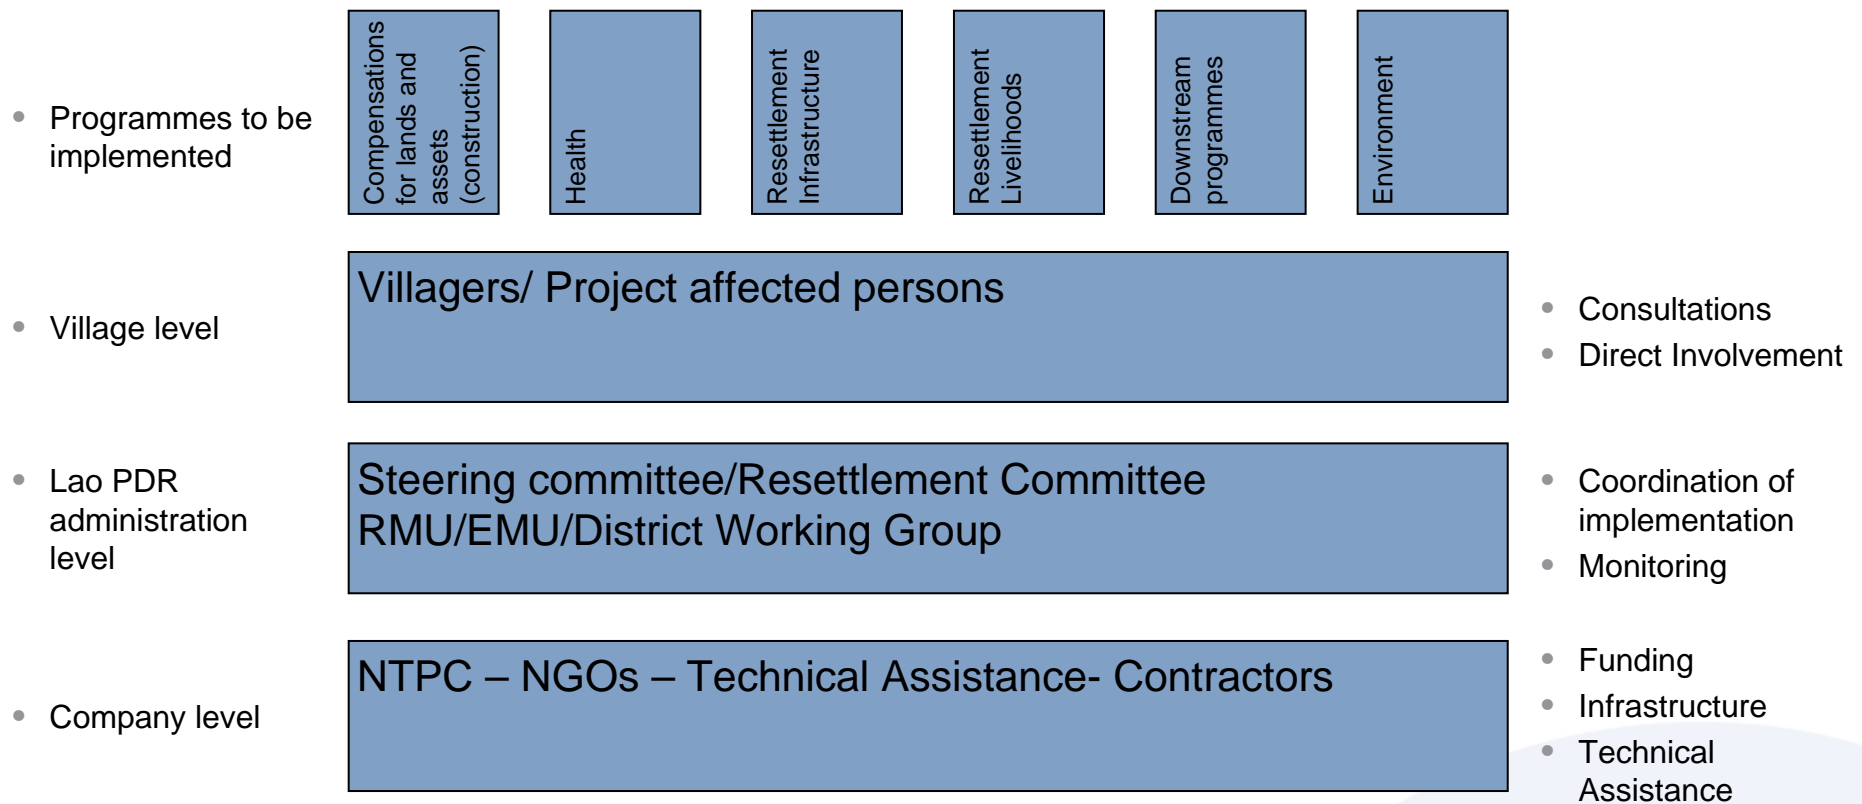 • Programmes to be
implemented
Compensations
for lands and
assets
(construction)
Health
Resettlement
Infrastructure
Resettlement
Livelihoods
Downstream
programmes
Environment
• Village level
Villagers/ Project affected persons
• Consultations
• Direct Involvement
• Lao PDR
administration
level
Steering committee/Resettlement Committee
RMU/EMU/District Working Group
• Coordination of
implementation
• Monitoring
• Company level
NTPC – NGOs – Technical Assistance- Contractors
• Funding
• Infrastructure
• Technical
Assistance